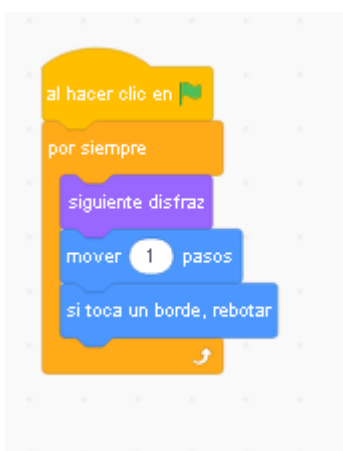 al hacer clic en
por siempre
siguiente disfraz
mover 1 pasos
si toca un borde, rebotar